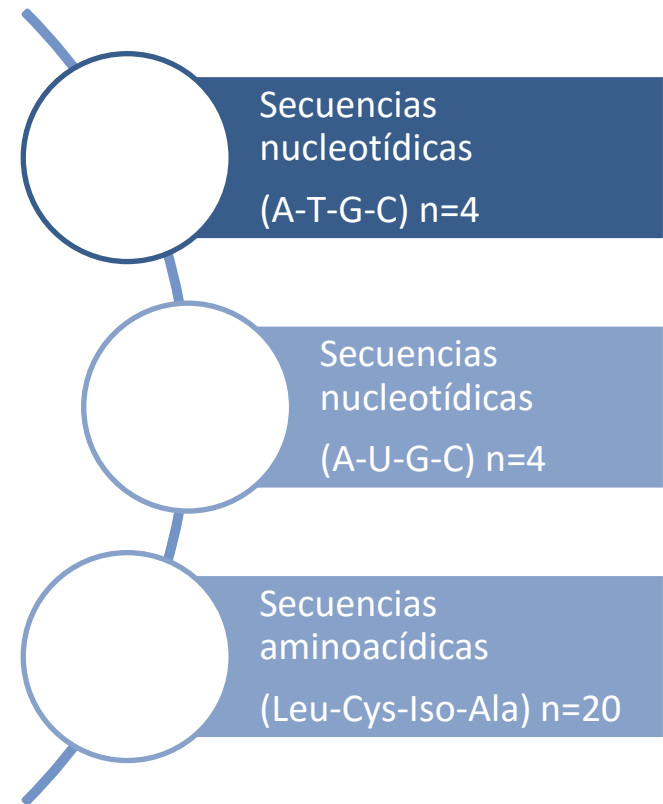 Secuencias
nucleotídicas
(A-T-G-C) n=4
Secuencias
nucleotídicas
(A-U-G-C) n=4
Secuencias
aminoacídicas
(Leu-Cys-Iso-Ala) n=20